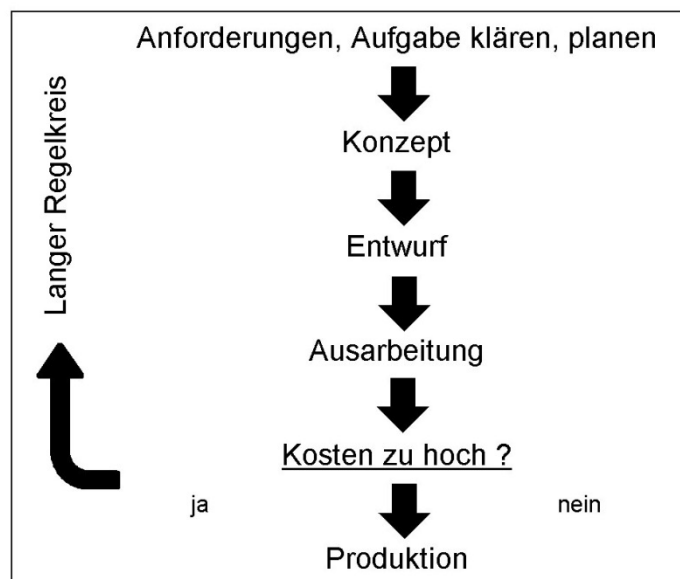 Anforderungen, Aufgabe klären, planen
Langer Regelkreis
Konzept
Entwurf
Ausarbeitung
Kosten zu hoch ?
ja
nein
Produktion